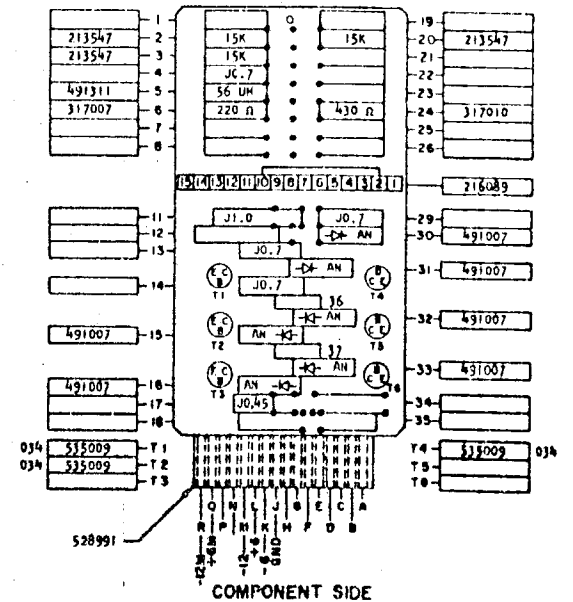 1 19
213547 2 15K 15K 20 213547
213547 3 15K 21
4 J0.7 22
491311 5 56 UH 23
317007 6 220 Ω 430 Ω 24 317010
7 25
8 26
15 14 13 12 11 10 9 8 7 6 5 4 3 2 1
216089
11 J1.0 J0.7 29
12 AN 30 491007
13 J0.7
AN 31 491007
14 J0.7
E C B T1
T4
36
AN 32 491007
491007 15 AN
T2 T5
37
AN 33 491007
491007 16 AN
T3 T6
17 J0,45 34
18 35
034 535009 T1 T4 535009 034
034 535009 T2 T5
T3 T6
528991
R Q P N M L K J H G F E D C B A
-12M +6M -12 +6 -6 GND
COMPONENT SIDE